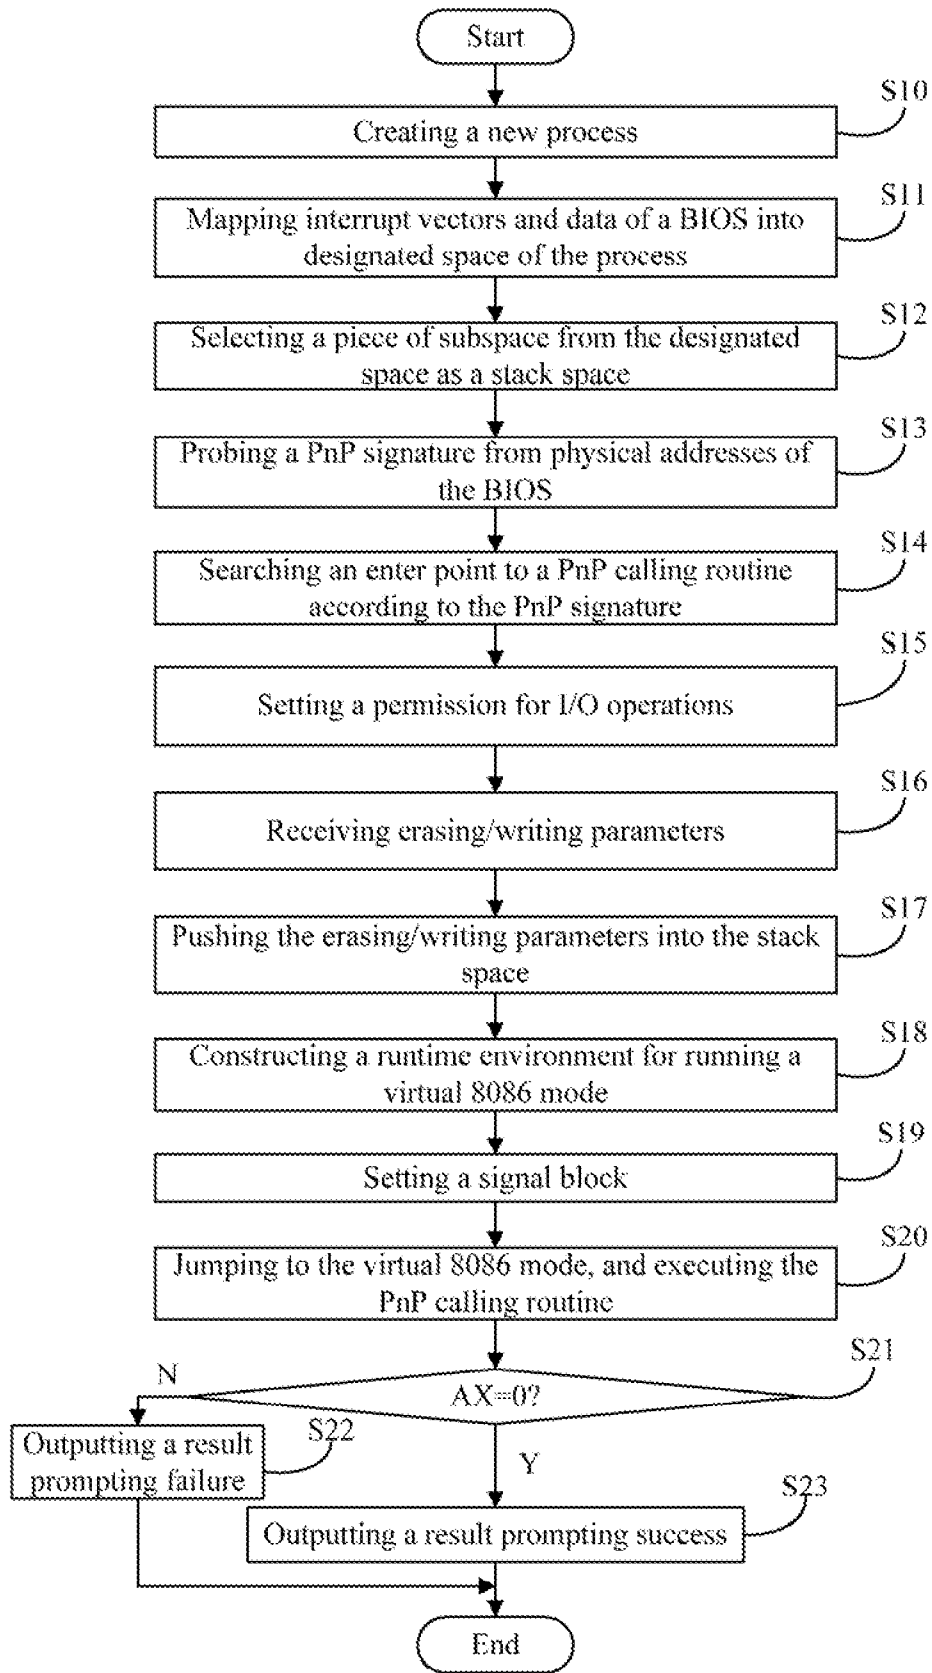 Start
S10
Creating a new process
S11
Mapping interrupt vectors and data of a BIOS into
designated space of the process
S12
Selecting a piece of subspace from the designated
space as a stack space
S13
Probing a PnP signature from physical addresses of
the BIOS
S14
Searching an enter point to a PnP calling routine
according to the PnP signature
S15
Setting a permission for I/O operations
S16
Receiving erasing/writing parameters
S17
Pushing the erasing/writing parameters into the stack
space
S18
Constructing a runtime environment for running a
virtual 8086 mode
S19
Setting a signal block
S20
Jumping to the virtual 8086 mode, and executing the
PnP calling routine
S21
N
AX=0?
S22
Outputting a result
prompting failure
Y
S23
Outputting a result prompting success
End